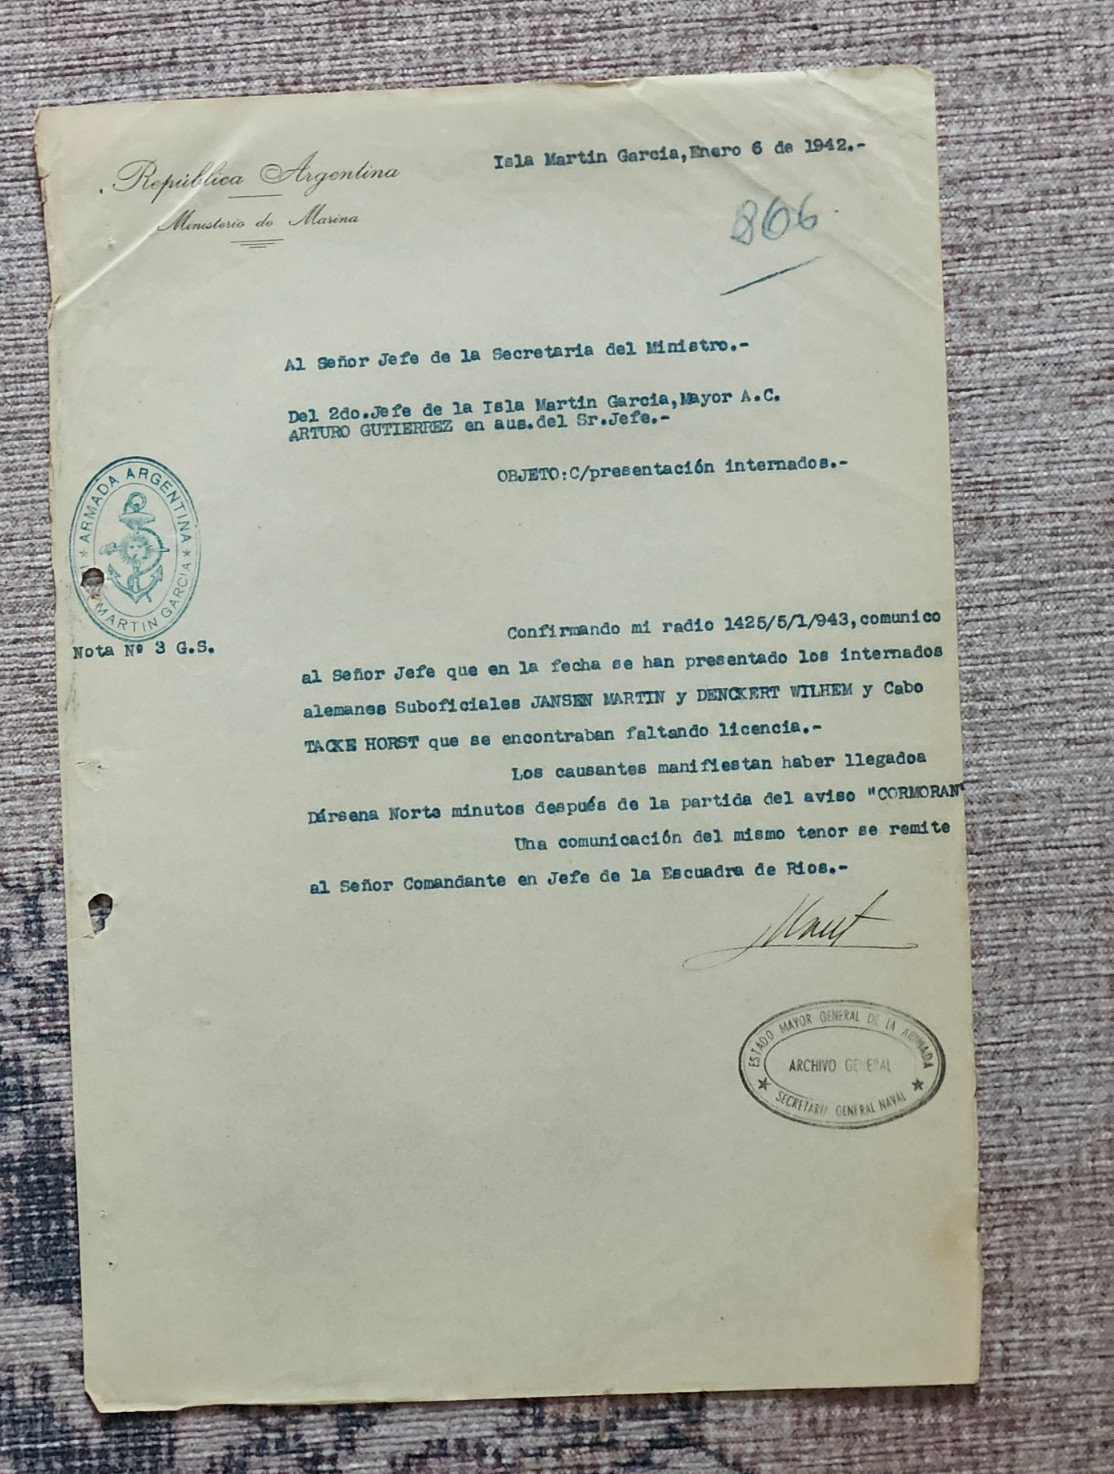 República Argentina
Ministerio de Marina
Isla Martin Garcia,Enero 6 de 1942.-
806
Al Señor Jefe de la Secretaria del Ministro.-
Del 2do.Jefe de la Isla Martin Garcia,Mayor A.C.
ARTURO GUTIERREZ en aus.del Sr.Jefe.-
OBJETO:C/presentación internados.-
ARMADA ARGENTINA
MARTIN GARCIA
Nota Nº 3 G.S.
Confirmando mi radio 1425/5/1/943,comunico
al Señor Jefe que en la fecha se han presentado los internados
alemanes Suboficiales JANSEN MARTIN y DENCKERT WILHEM y Cabo
TACKE HORST que se encontraban faltando licencia.-
Los causantes manifiestan haber llegadoa
Dársena Norte minutos después de la partida del aviso "CORMORAN"
Una comunicación del mismo tenor se remite
al Señor Comandante en Jefe de la Escuadra de Rios.-
ESTADO MAYOR GENERAL DE LA ARMADA
ARCHIVO GENERAL
SECRETARIA GENERAL NAVAL